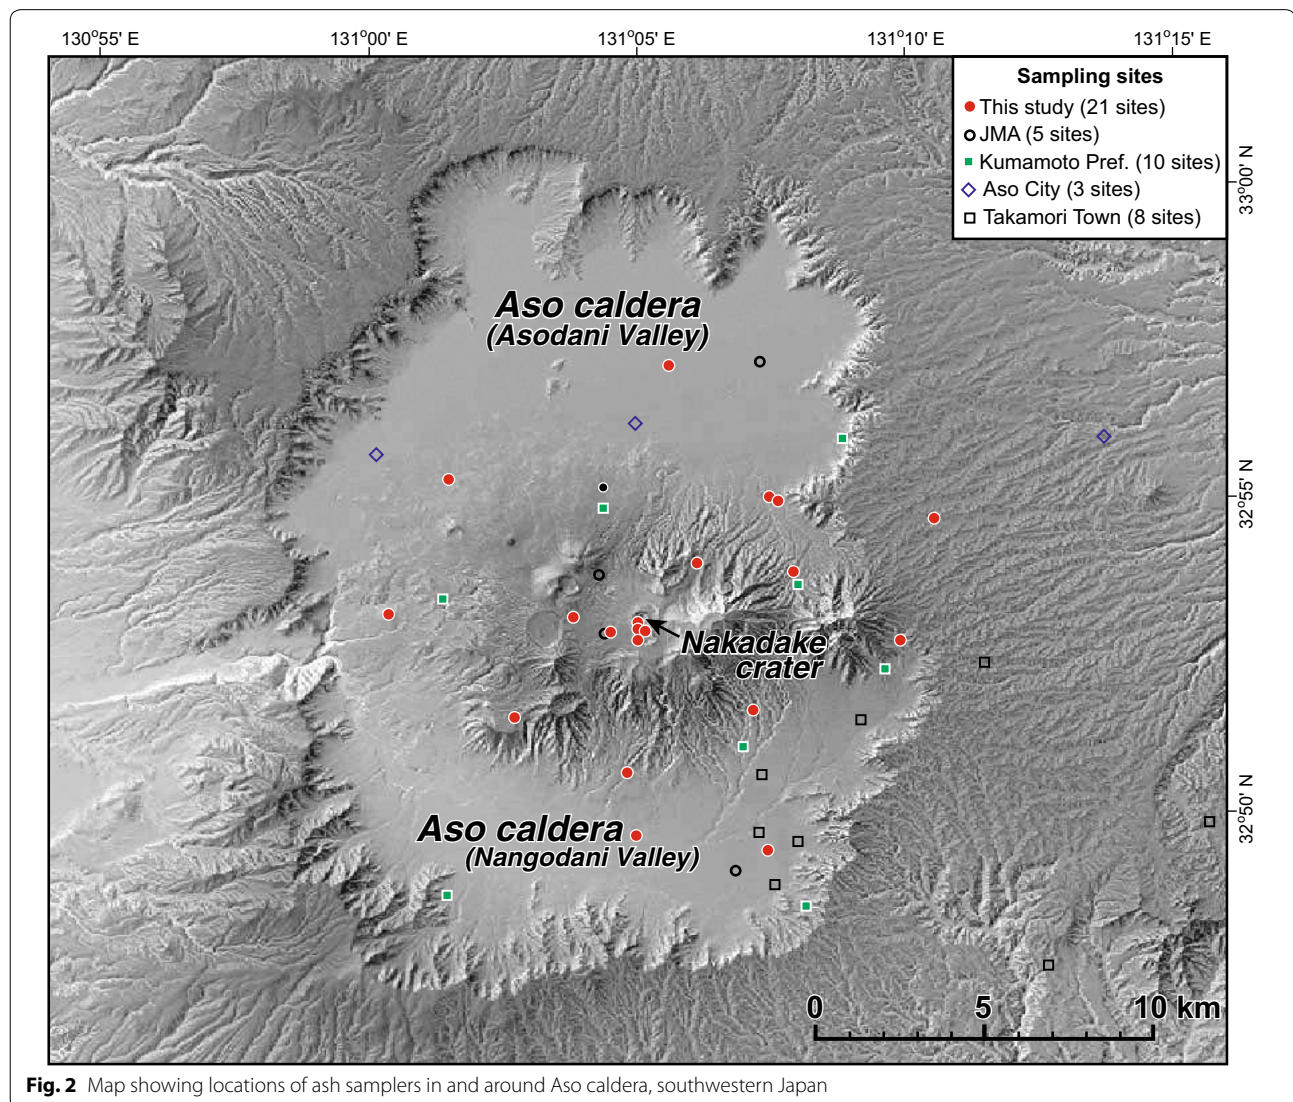 130°55' E 131°00' E 131°05' E 131°10' E 131°15' E
Sampling sites
This study (21 sites)
JMA (5 sites)
Kumamoto Pref. (10 sites)
Aso City (3 sites)
Takamori Town (8 sites)
33°00' N
Aso caldera
(Asodani Valley)
32°55' N
Nakadake
crater
32°50' N
Aso caldera
(Nangodani Valley)
0 5 10 km
Fig. 2 Map showing locations of ash samplers in and around Aso caldera, southwestern Japan